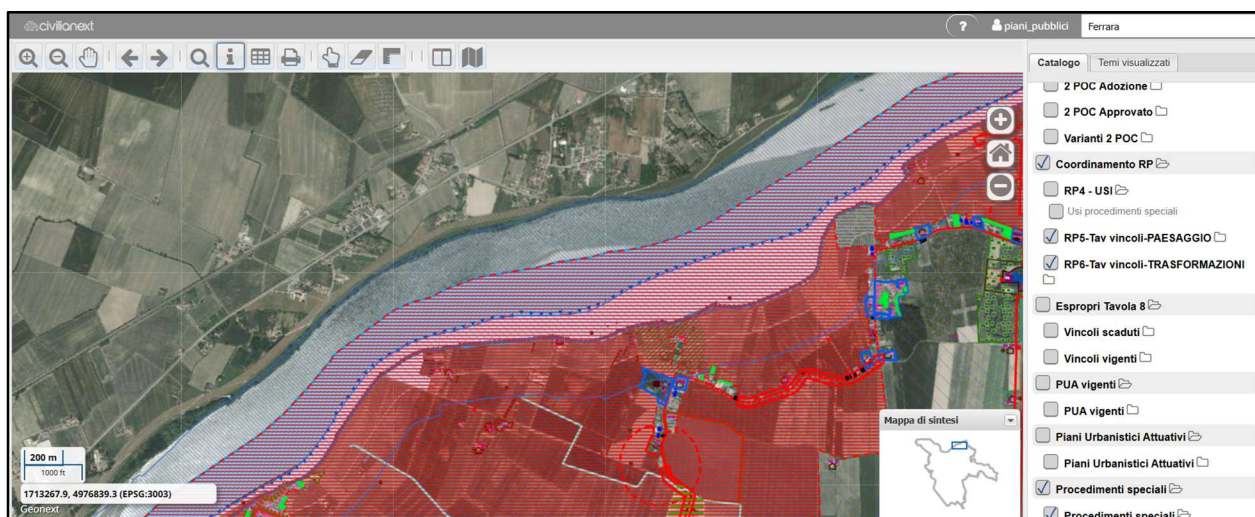 civilianext
?
piani_pubblici
Ferrara
Catalogo
Temi visualizzati
2 POC Adozione
2 POC Approvato
Varianti 2 POC
Coordinamento RP
RP4 - USI
Usi procedimenti speciali
RP5-Tav vincoli-PAESAGGIO
RP6-Tav vincoli-TRASFORMAZIONI
Espropri Tavola 8
Vincoli scaduti
Vincoli vigenti
PUA vigenti
PUA vigenti
Piani Urbanistici Attuativi
Piani Urbanistici Attuativi
Procedimenti speciali
Procedimenti speciali
Mappa di sintesi
200 m
1000 ft
1713267.9, 4976839.3 (EPSG:3003)
Geonext